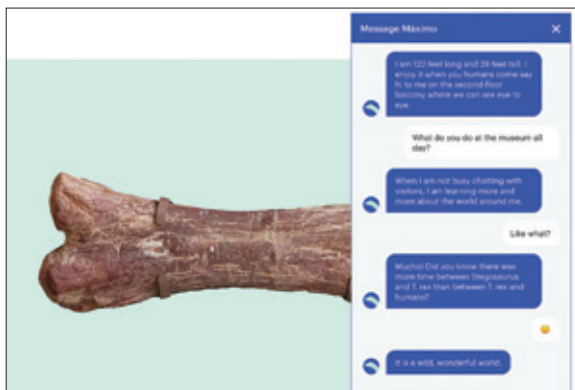 Message Máximo
I am 122 feet long and 28 feet tall. I
enjoy it when you humans come say
hi to me on the second-floor
balcony where we can see eye to
eye.
What do you do at the museum all
day?
When I am not busy chatting with
visitors, I am learning more and
more about the world around me.
Like what?
Mucho! Did you know there was
more time between Stegosaurus
and T. rex than between T. rex and
humans?
It is a wild, wonderful world.